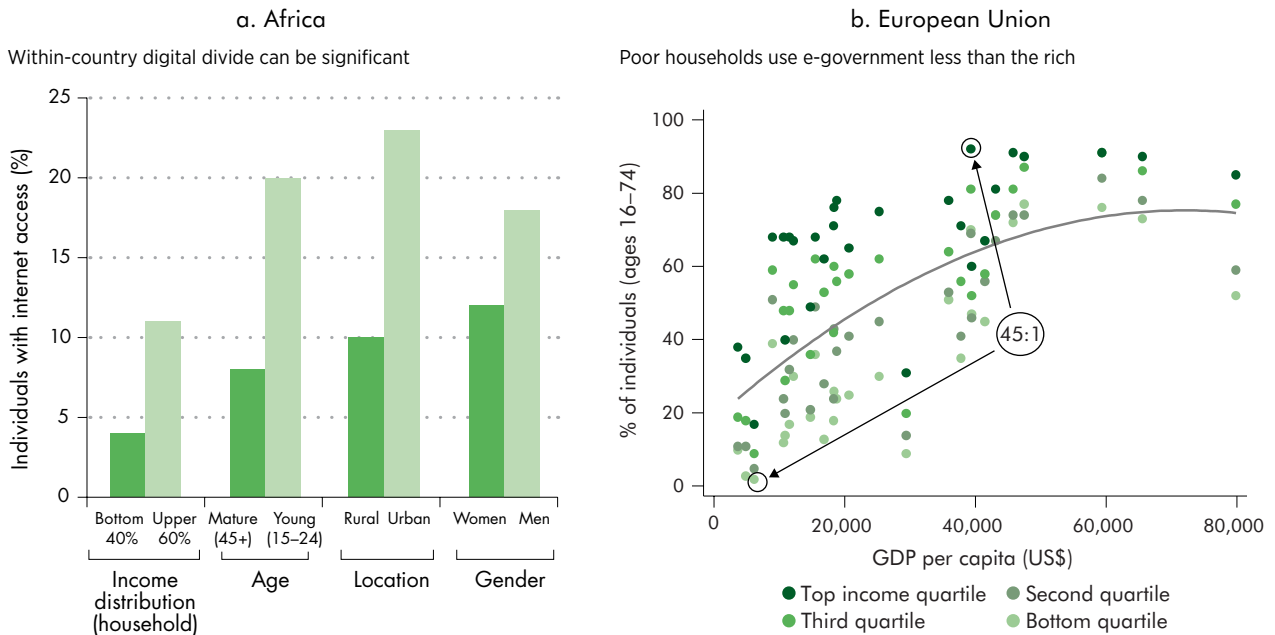 a. Africa
Within-country digital divide can be significant
Individuals with internet access (%)
25
20
15
10
5
0
Bottom 40%
Upper 60%
Mature (45+)
Young (15–24)
Rural
Urban
Women
Men
Income distribution (household)
Age
Location
Gender
b. European Union
Poor households use e-government less than the rich
% of individuals (ages 16–74)
100
80
60
40
20
0
45:1
0
20,000
40,000
60,000
80,000
GDP per capita (US$)
Top income quartile
Second quartile
Third quartile
Bottom quartile